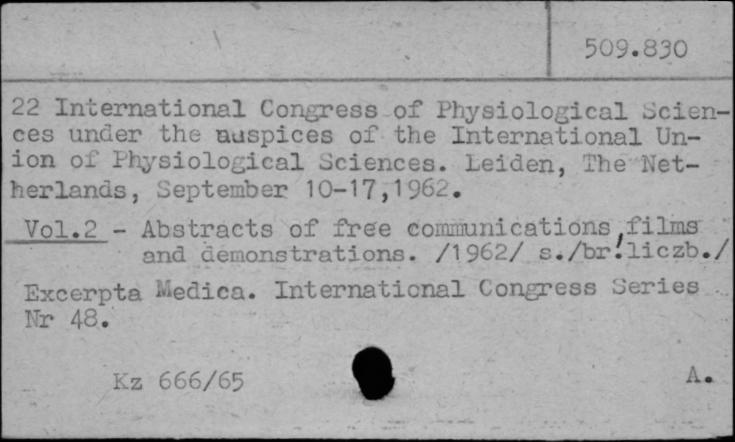 509.830
22 International Congress of Physiological Scien-
ces under the auspices of the International Un-
ion of Physiological Sciences. Leiden, The Net-
herlands, September 10-17,1962.
Vol.2 - Abstracts of free communications,films
and demonstrations. /1962/ s./br.liczb./
Excerpta Medica. International Congress Series
Nr 48.
Kz 666/65
A.